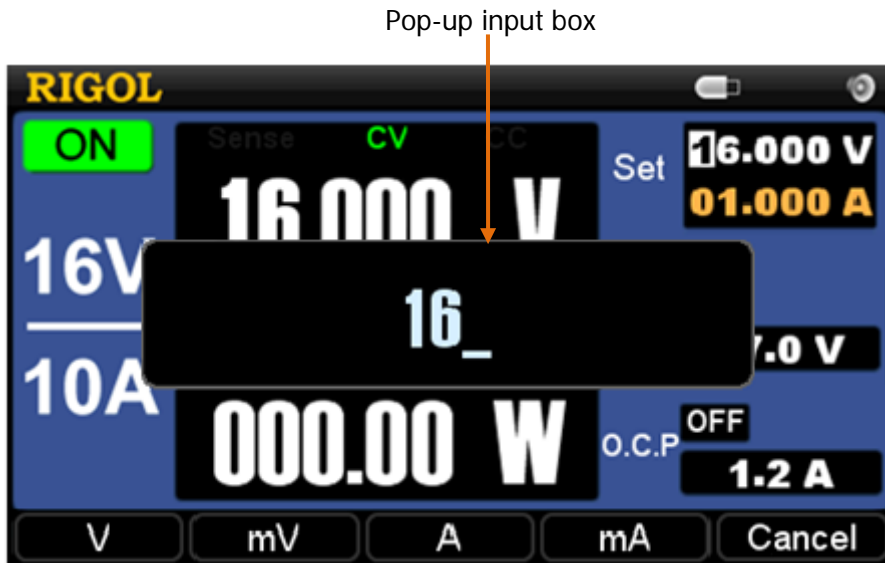 Pop-up input box
RIGOL
ON
Sense CV CC
Set 16.000 V
01.000 A
16.000 V
16V
16_
10A
7.0 V
000.00 W
O.C.P OFF
1.2 A
V mV A mA Cancel